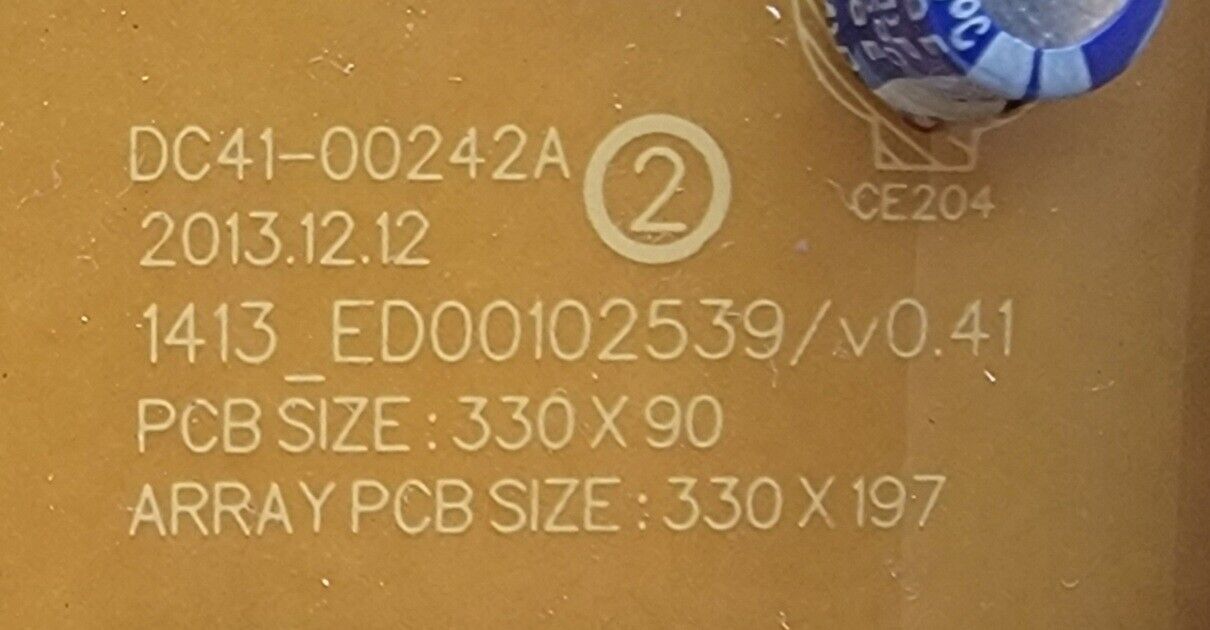 DC41-00242A ②
2013.12.12
1413_ED00102539/v0.41
PCB SIZE : 330 X 90
ARRAY PCB SIZE : 330 X 197
CE204